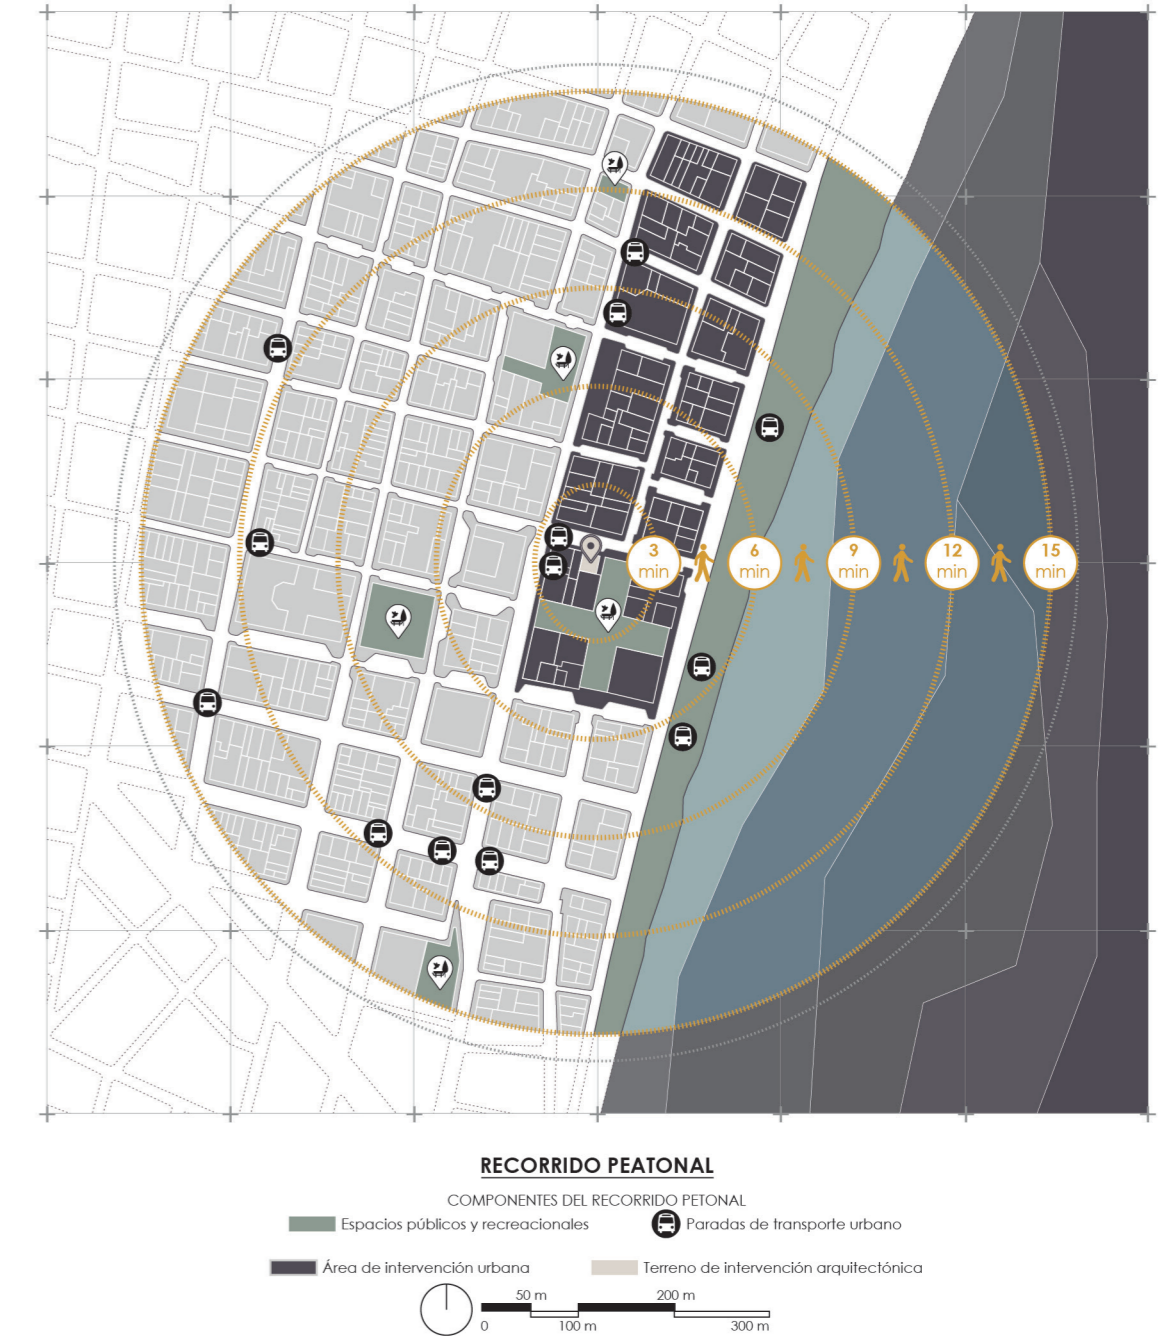 3
min
6
min
9
min
12
min
15
min
RECORRIDO PEATONAL
COMPONENTES DEL RECORRIDO PETONAL
Espacios públicos y recreacionales
Paradas de transporte urbano
Área de intervención urbana
Terreno de intervención arquitectónica
50 m
200 m
0
100 m
300 m